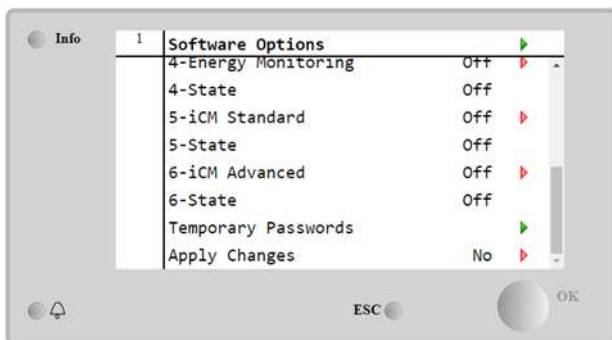 Info
1 Software Options
4-Energy Monitoring Off
4-State Off
5-iCM Standard Off
5-State Off
6-iCM Advanced Off
6-State Off
Temporary Passwords
Apply Changes No
ESC OK